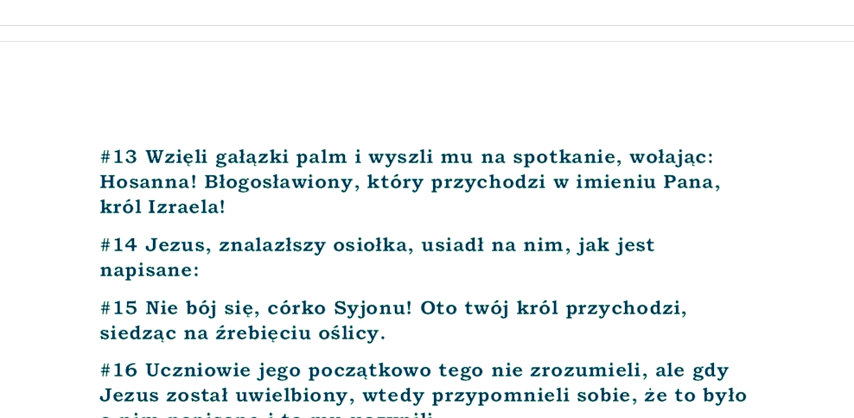 #13 Wzięli gałązki palm i wyszli mu na spotkanie, wołając:
Hosanna! Błogosławiony, który przychodzi w imieniu Pana,
król Izraela!
#14 Jezus, znalazłszy osiołka, usiadł na nim, jak jest
napisane:
#15 Nie bój się, córko Syjonu! Oto twój król przychodzi,
siedząc na źrebięciu oślicy.
#16 Uczniowie jego początkowo tego nie zrozumieli, ale gdy
Jezus został uwielbiony, wtedy przypomnieli sobie, że to było